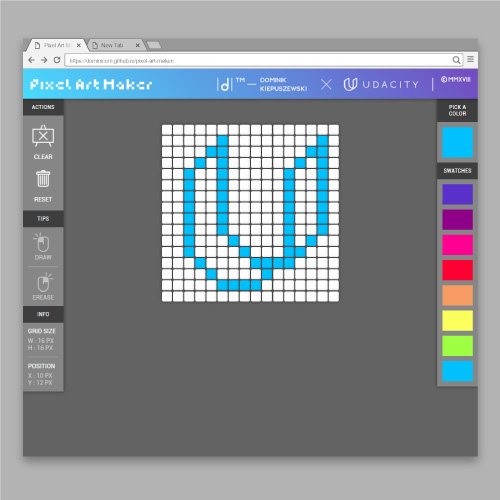 Pixel Art M
New Tab
https://dominicom.github.io/pixel-art-maker/
Pixel Art Maker
|d|™ — DOMINIK KIEPUSZEWSKI
UDACITY
©MMXVIII
ACTIONS
CLEAR
RESET
TIPS
DRAW
EREASE
INFO
GRID SIZE
W : 16 PX
H : 16 PX
POSITION
X : 10 PX
Y : 12 PX
PICK A
COLOR
SWATCHES